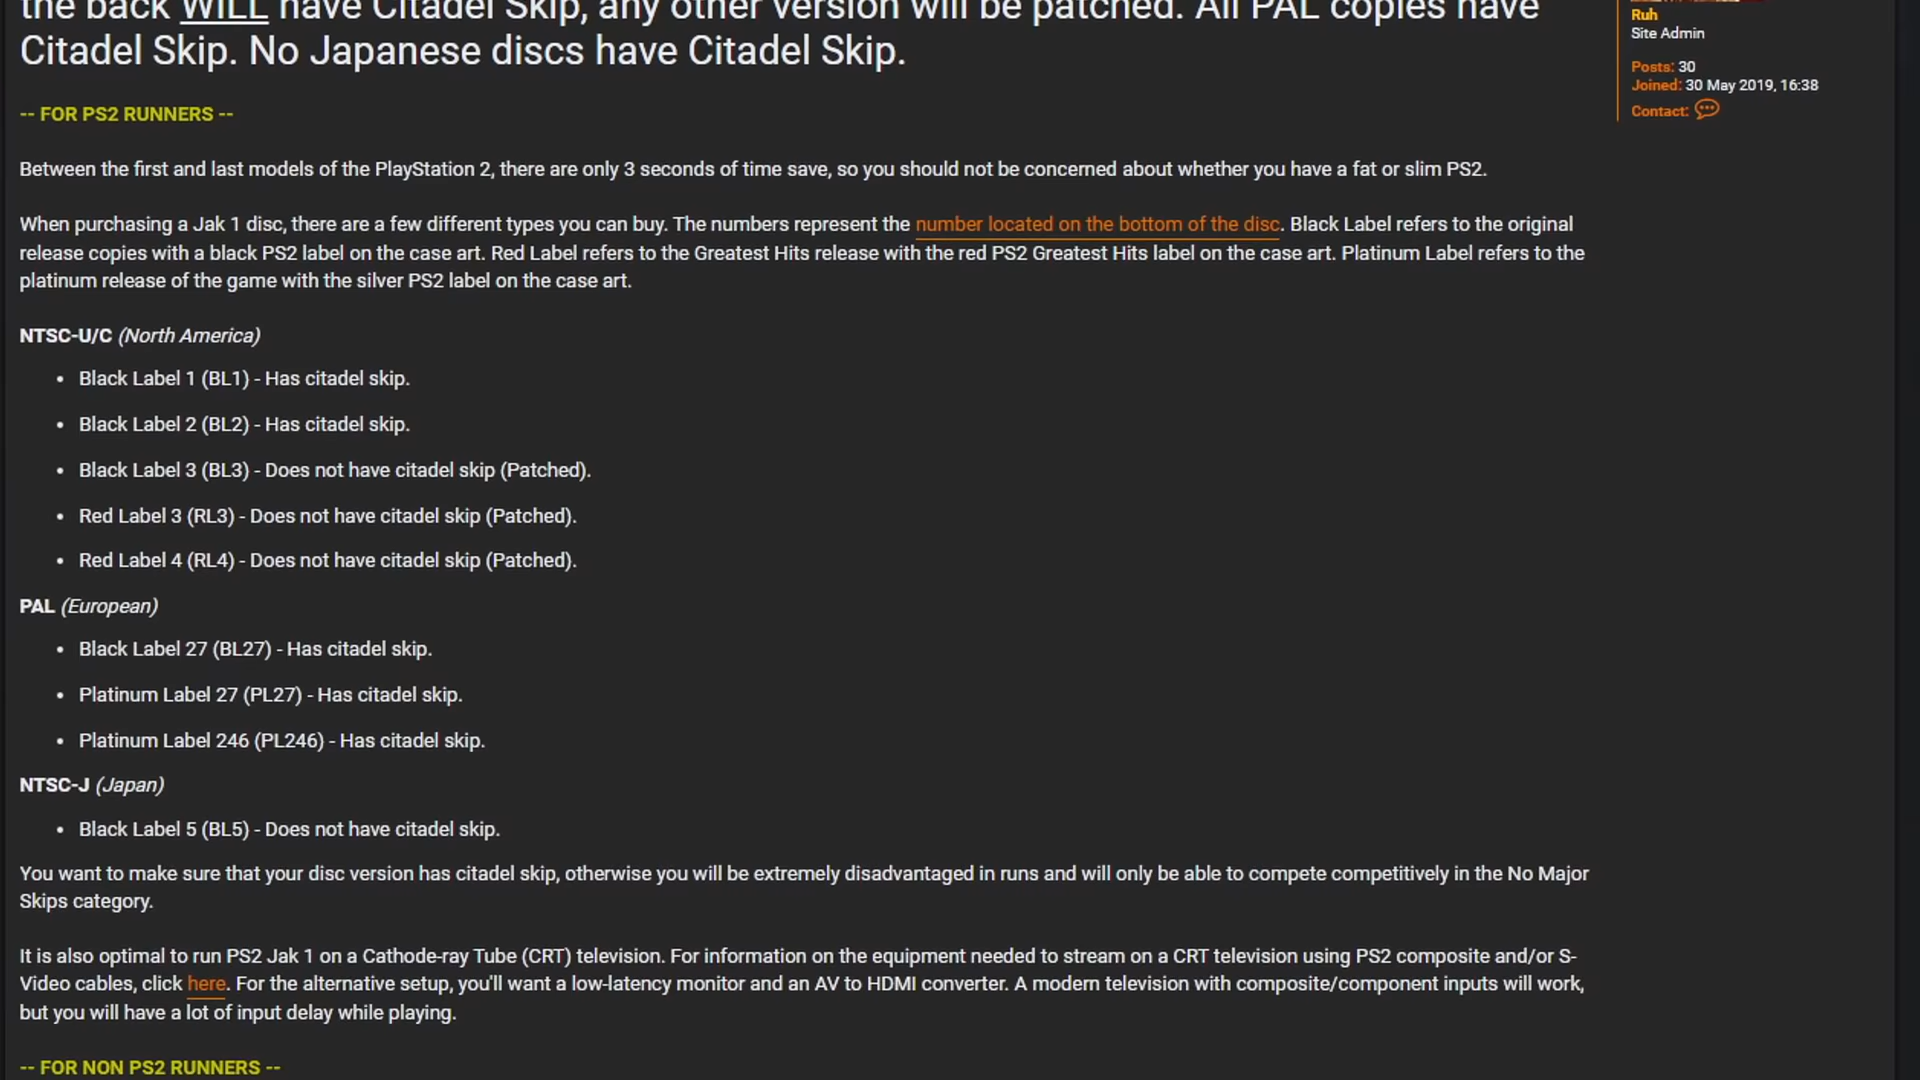 the back WILL have Citadel Skip, any other version will be patched. All PAL copies have
Citadel Skip. No Japanese discs have Citadel Skip.
Ruh
Site Admin
Posts: 30
Joined: 30 May 2019, 16:38
Contact:
-- FOR PS2 RUNNERS --
Between the first and last models of the PlayStation 2, there are only 3 seconds of time save, so you should not be concerned about whether you have a fat or slim PS2.
When purchasing a Jak 1 disc, there are a few different types you can buy. The numbers represent the number located on the bottom of the disc. Black Label refers to the original
release copies with a black PS2 label on the case art. Red Label refers to the Greatest Hits release with the red PS2 Greatest Hits label on the case art. Platinum Label refers to the
platinum release of the game with the silver PS2 label on the case art.
NTSC-U/C (North America)
• Black Label 1 (BL1) - Has citadel skip.
• Black Label 2 (BL2) - Has citadel skip.
• Black Label 3 (BL3) - Does not have citadel skip (Patched).
• Red Label 3 (RL3) - Does not have citadel skip (Patched).
• Red Label 4 (RL4) - Does not have citadel skip (Patched).
PAL (European)
• Black Label 27 (BL27) - Has citadel skip.
• Platinum Label 27 (PL27) - Has citadel skip.
• Platinum Label 246 (PL246) - Has citadel skip.
NTSC-J (Japan)
• Black Label 5 (BL5) - Does not have citadel skip.
You want to make sure that your disc version has citadel skip, otherwise you will be extremely disadvantaged in runs and will only be able to compete competitively in the No Major
Skips category.
It is also optimal to run PS2 Jak 1 on a Cathode-ray Tube (CRT) television. For information on the equipment needed to stream on a CRT television using PS2 composite and/or S-
Video cables, click here. For the alternative setup, you'll want a low-latency monitor and an AV to HDMI converter. A modern television with composite/component inputs will work,
but you will have a lot of input delay while playing.
-- FOR NON PS2 RUNNERS --